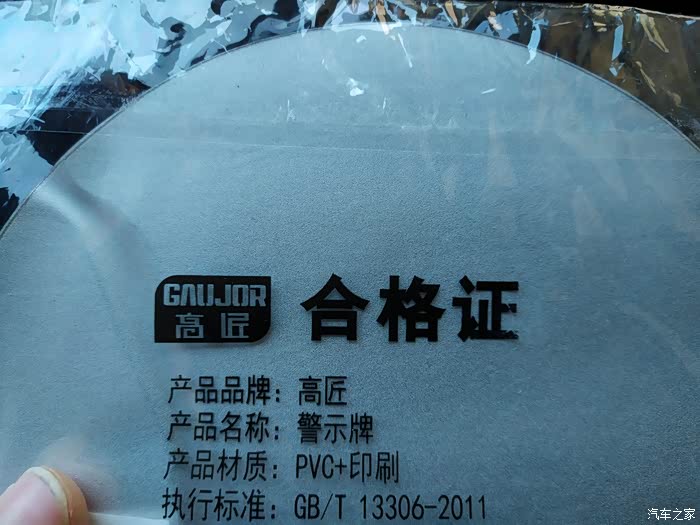 GAUJOR
高匠
合格证
产品品牌：高匠
产品名称：警示牌
产品材质：PVC+印刷
执行标准：GB/T 13306-2011
汽车之家